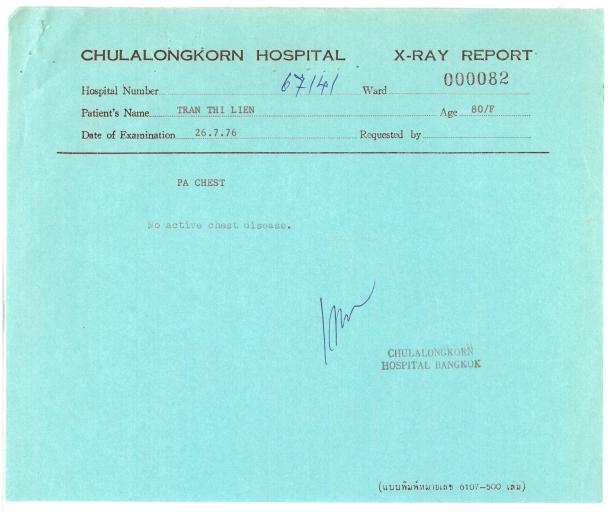 CHULALONGKORN HOSPITAL X-RAY REPORT
000082
Hospital Number 67141 Ward
Patient's Name TRAN THI LIEN Age 80/F
Date of Examination 26.7.76 Requested by
PA CHEST
No active chest disease.
CHULALONGKORN
HOSPITAL BANGKOK
(แบบพิมพ์หมายเลข 6107-500 เล่ม)